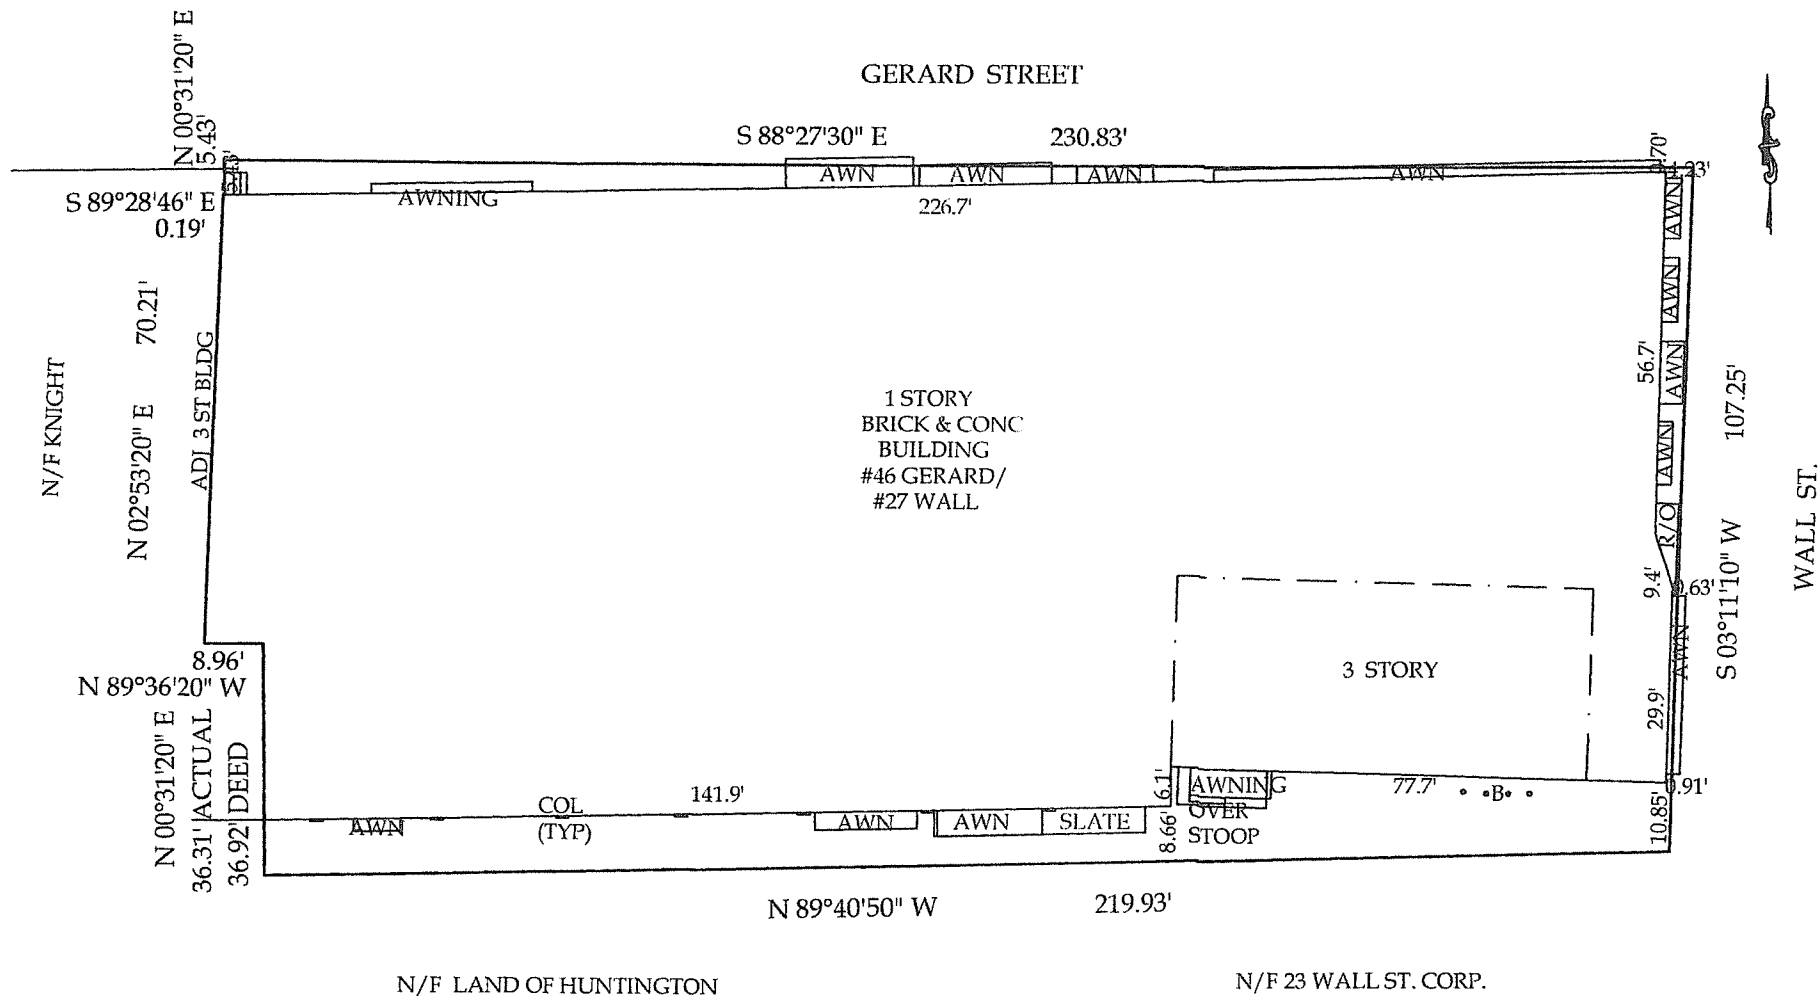 GERARD STREET
N 00°31'20" E
5.43'
S 88°27'30" E 230.83'
0.70'
AWN
AWN
AWN
AWN
S 89°28'46" E
0.19'
AWNING
226.7'
AWN
AWN
AWN
AWN
R/O
56.7'
107.25'
S 03°11'10" W
WALL ST.
N/F KNIGHT
N 02°53'20" E 70.21'
ADJ 3 ST BLDG
1 STORY
BRICK & CONC
BUILDING
#46 GERARD/
#27 WALL
9.4'
AWN
3 STORY
29.9'
8.96'
N 89°36'20" W
N 00°31'20" E
36.31' ACTUAL
36.92' DEED
AWN
COL
(TYP)
141.9'
AWN
AWN
SLATE
6.1'
8.66'
AWNING
OVER
STOOP
77.7'
B
10.85'
N 89°40'50" W 219.93'
N/F LAND OF HUNTINGTON
N/F 23 WALL ST. CORP.